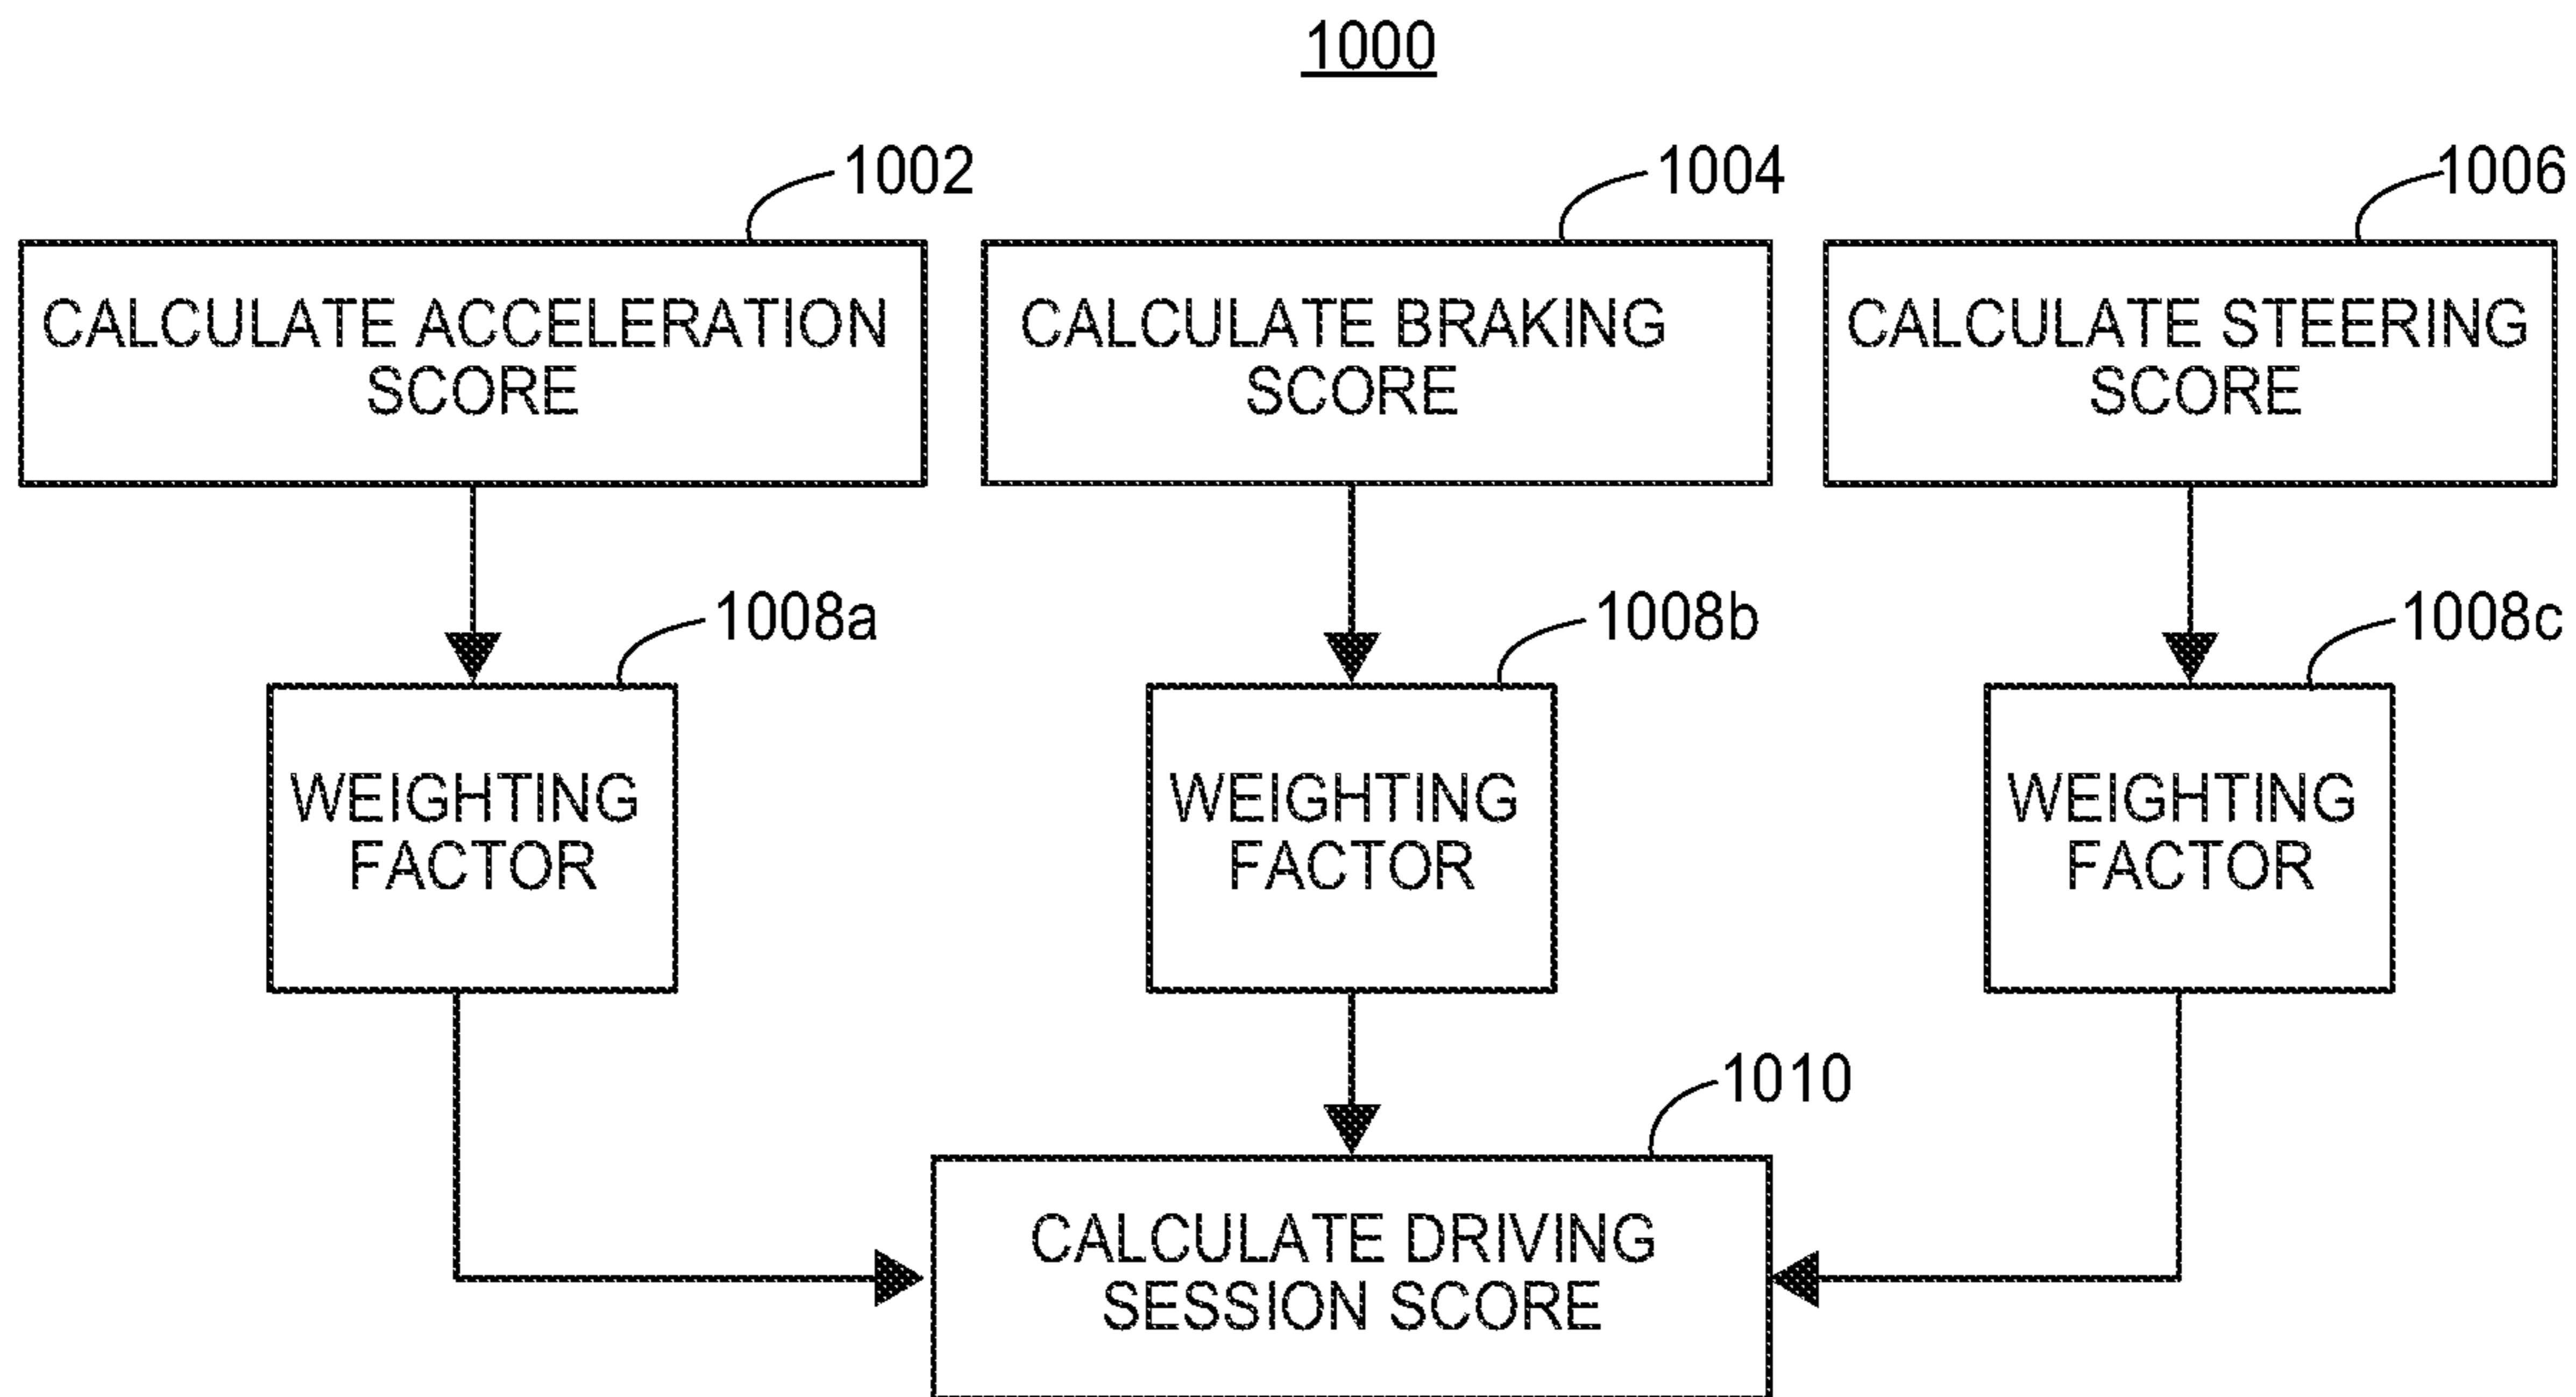 1000
1002
1004
1006
CALCULATE ACCELERATION
SCORE
CALCULATE BRAKING
SCORE
CALCULATE STEERING
SCORE
1008a
1008b
1008c
WEIGHTING
FACTOR
WEIGHTING
FACTOR
WEIGHTING
FACTOR
1010
CALCULATE DRIVING
SESSION SCORE